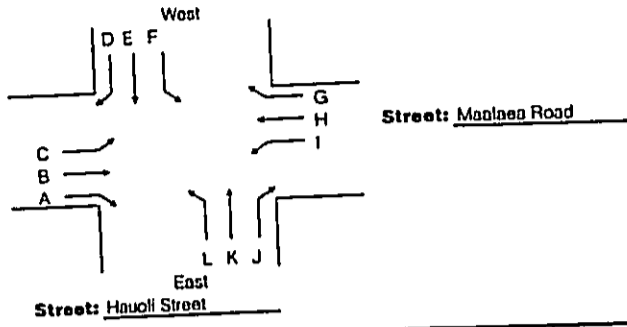 West
D E F
G
H
Street: Maalaea Road
I
C
B
A
L K J
East
Street: Hauoli Street